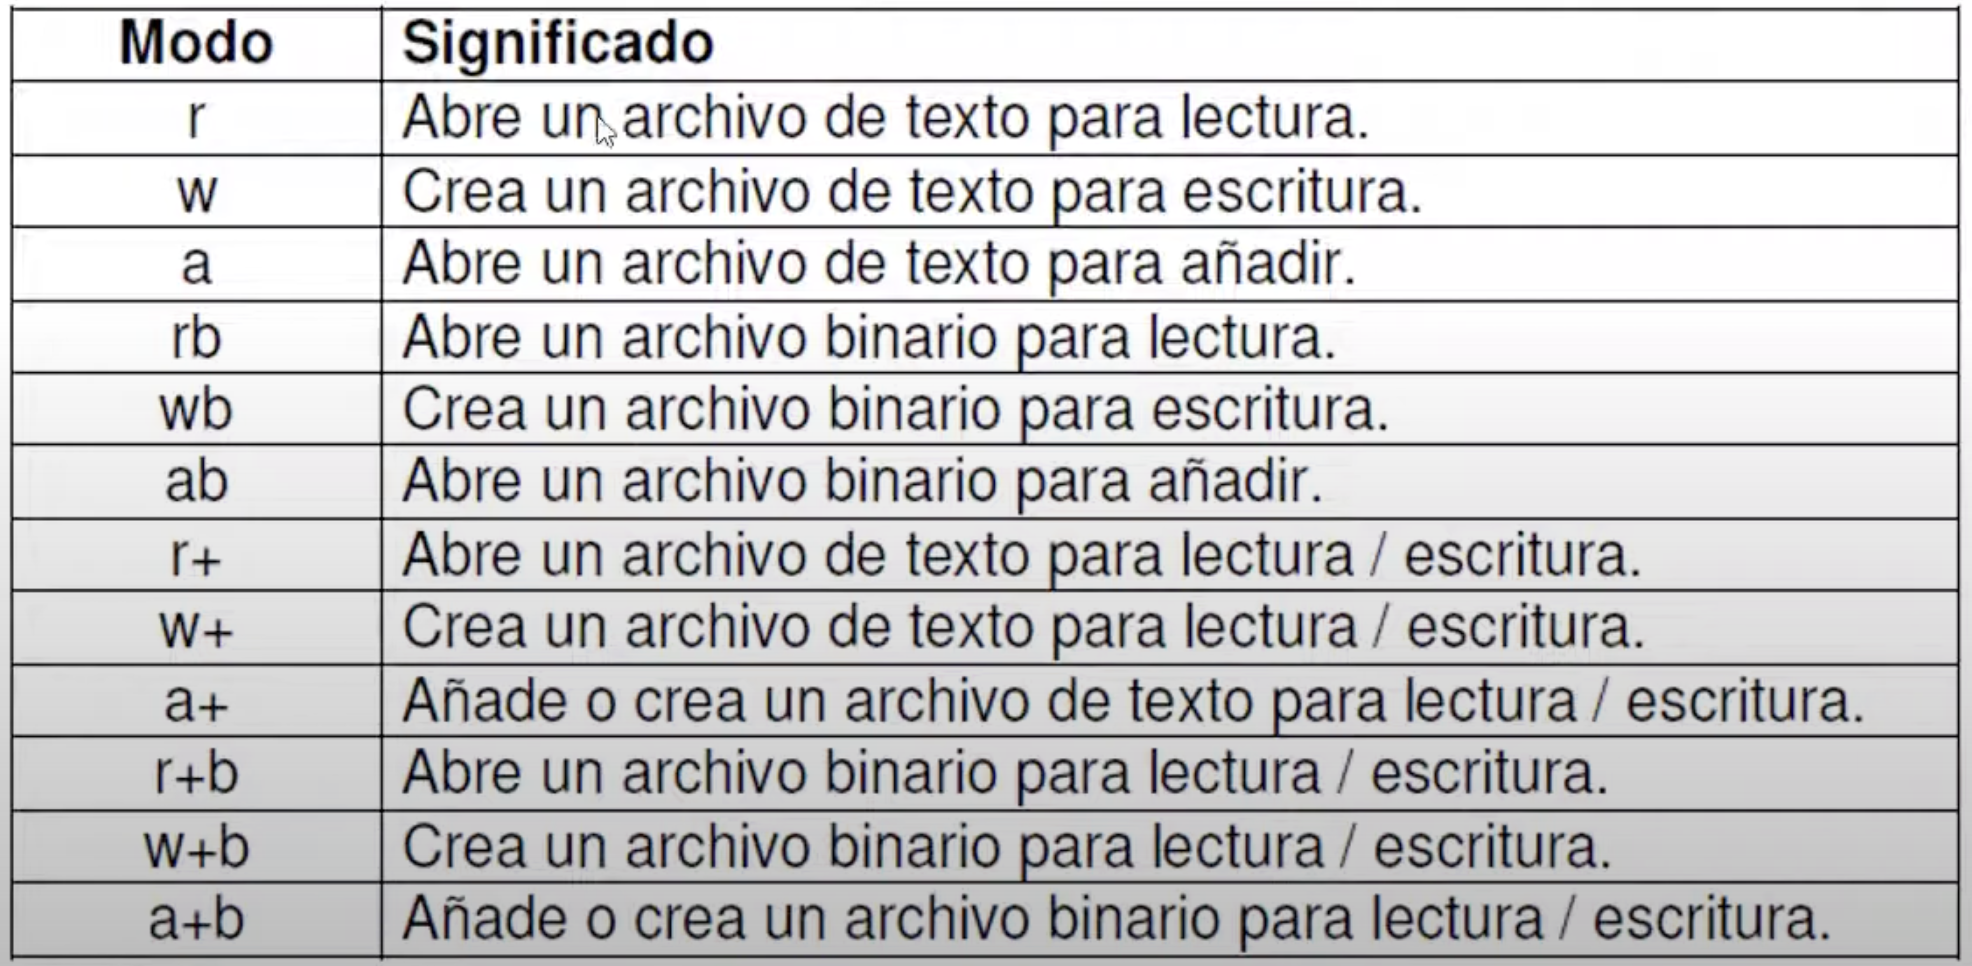 Modo Significado
r Abre un archivo de texto para lectura.
w Crea un archivo de texto para escritura.
a Abre un archivo de texto para añadir.
rb Abre un archivo binario para lectura.
wb Crea un archivo binario para escritura.
ab Abre un archivo binario para añadir.
r+ Abre un archivo de texto para lectura / escritura.
w+ Crea un archivo de texto para lectura / escritura.
a+ Añade o crea un archivo de texto para lectura / escritura.
r+b Abre un archivo binario para lectura / escritura.
w+b Crea un archivo binario para lectura / escritura.
a+b Añade o crea un archivo binario para lectura / escritura.